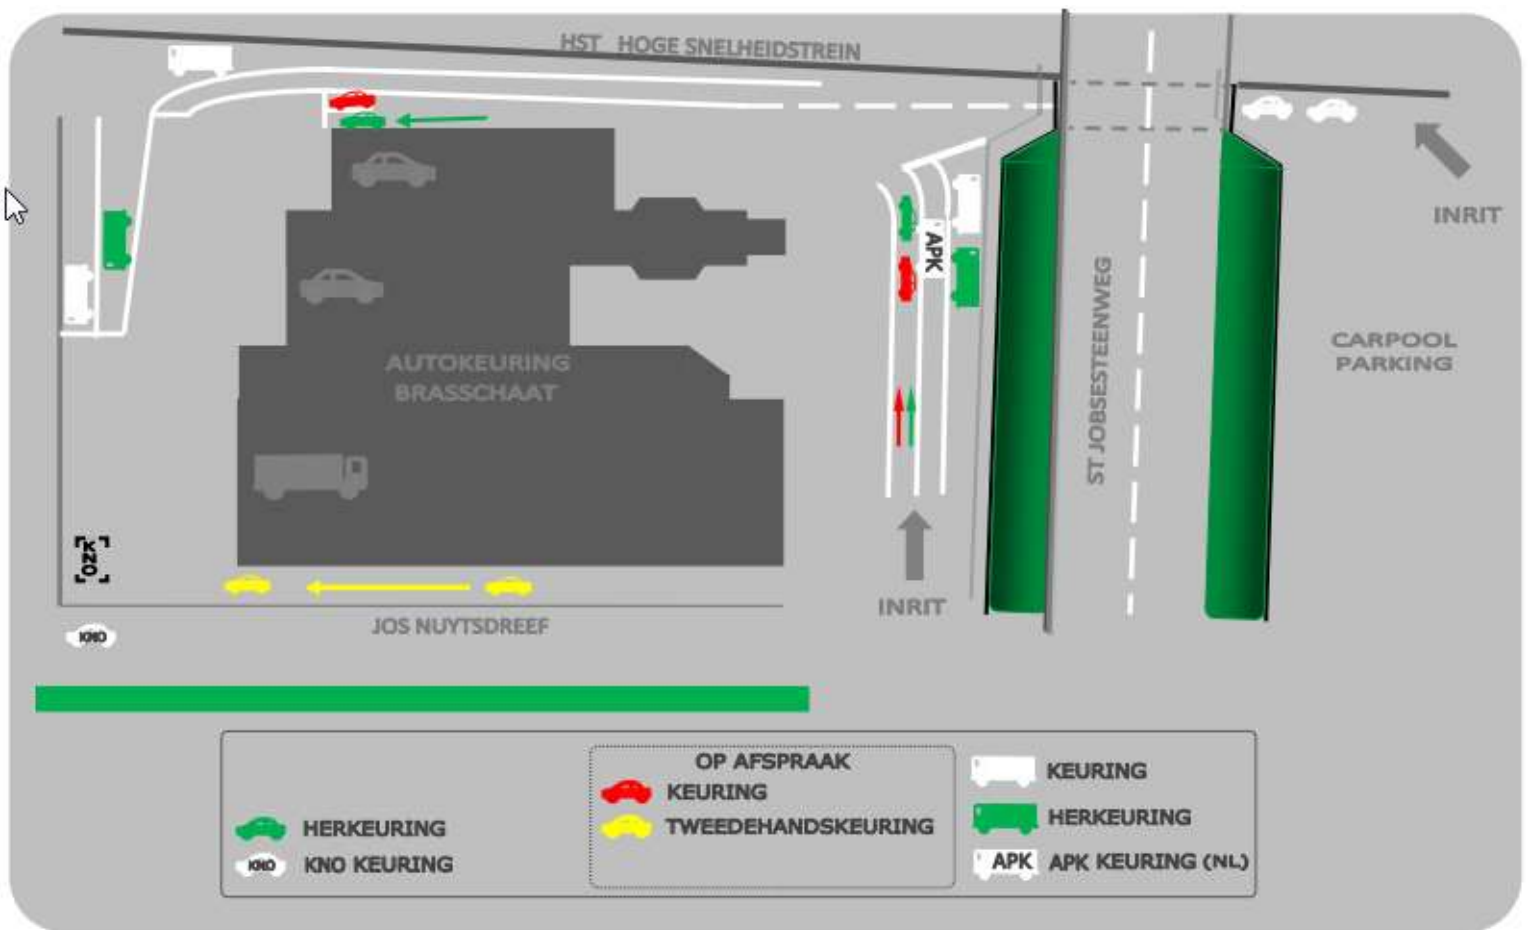 HST HOGE SNELHEIDSTREIN
INRIT
APK
ST JOBSESTEENWEG
CARPOOL
PARKING
AUTOKEURING
BRASSCHAAT
OZK
INRIT
JOS NUYTSDREEF
KNO
OP AFSPRAAK
KEURING
TWEEDEHANDSKEURING
HERKEURING
KNO KNO KEURING
KEURING
HERKEURING
APK APK KEURING (NL)